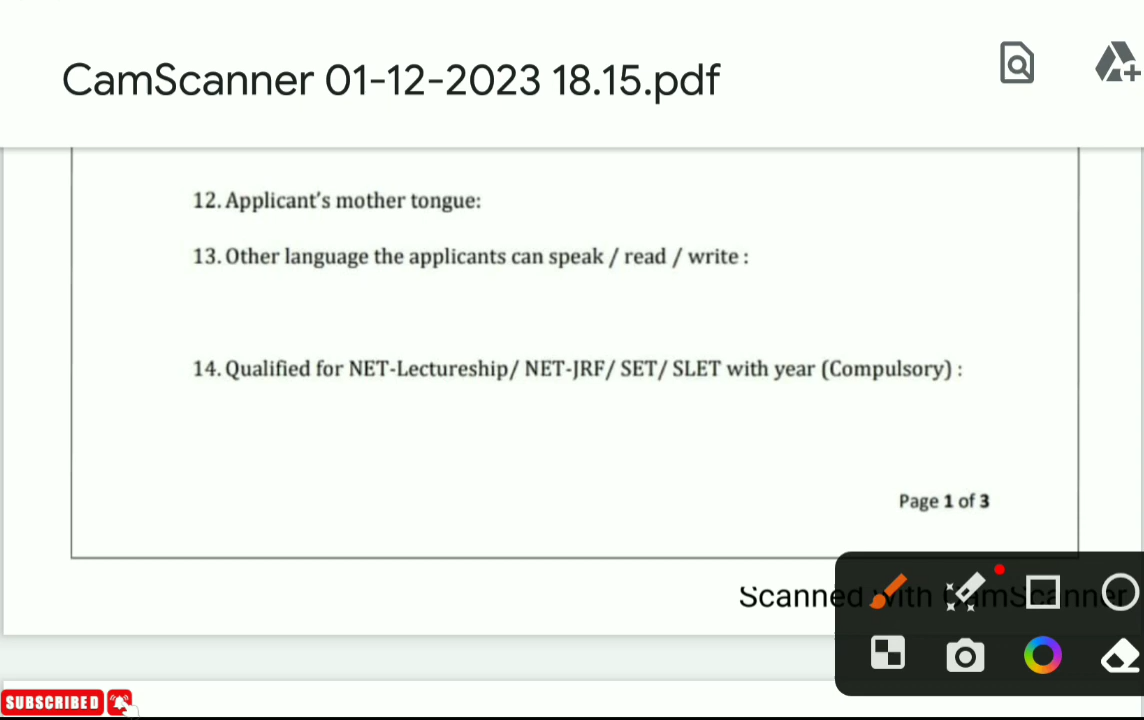 CamScanner 01-12-2023 18.15.pdf
12. Applicant's mother tongue:
13. Other language the applicants can speak / read / write :
14. Qualified for NET-Lectureship/ NET-JRF/ SET/ SLET with year (Compulsory) :
Page 1 of 3
Scanned with CamScanner
SUBSCRIBED